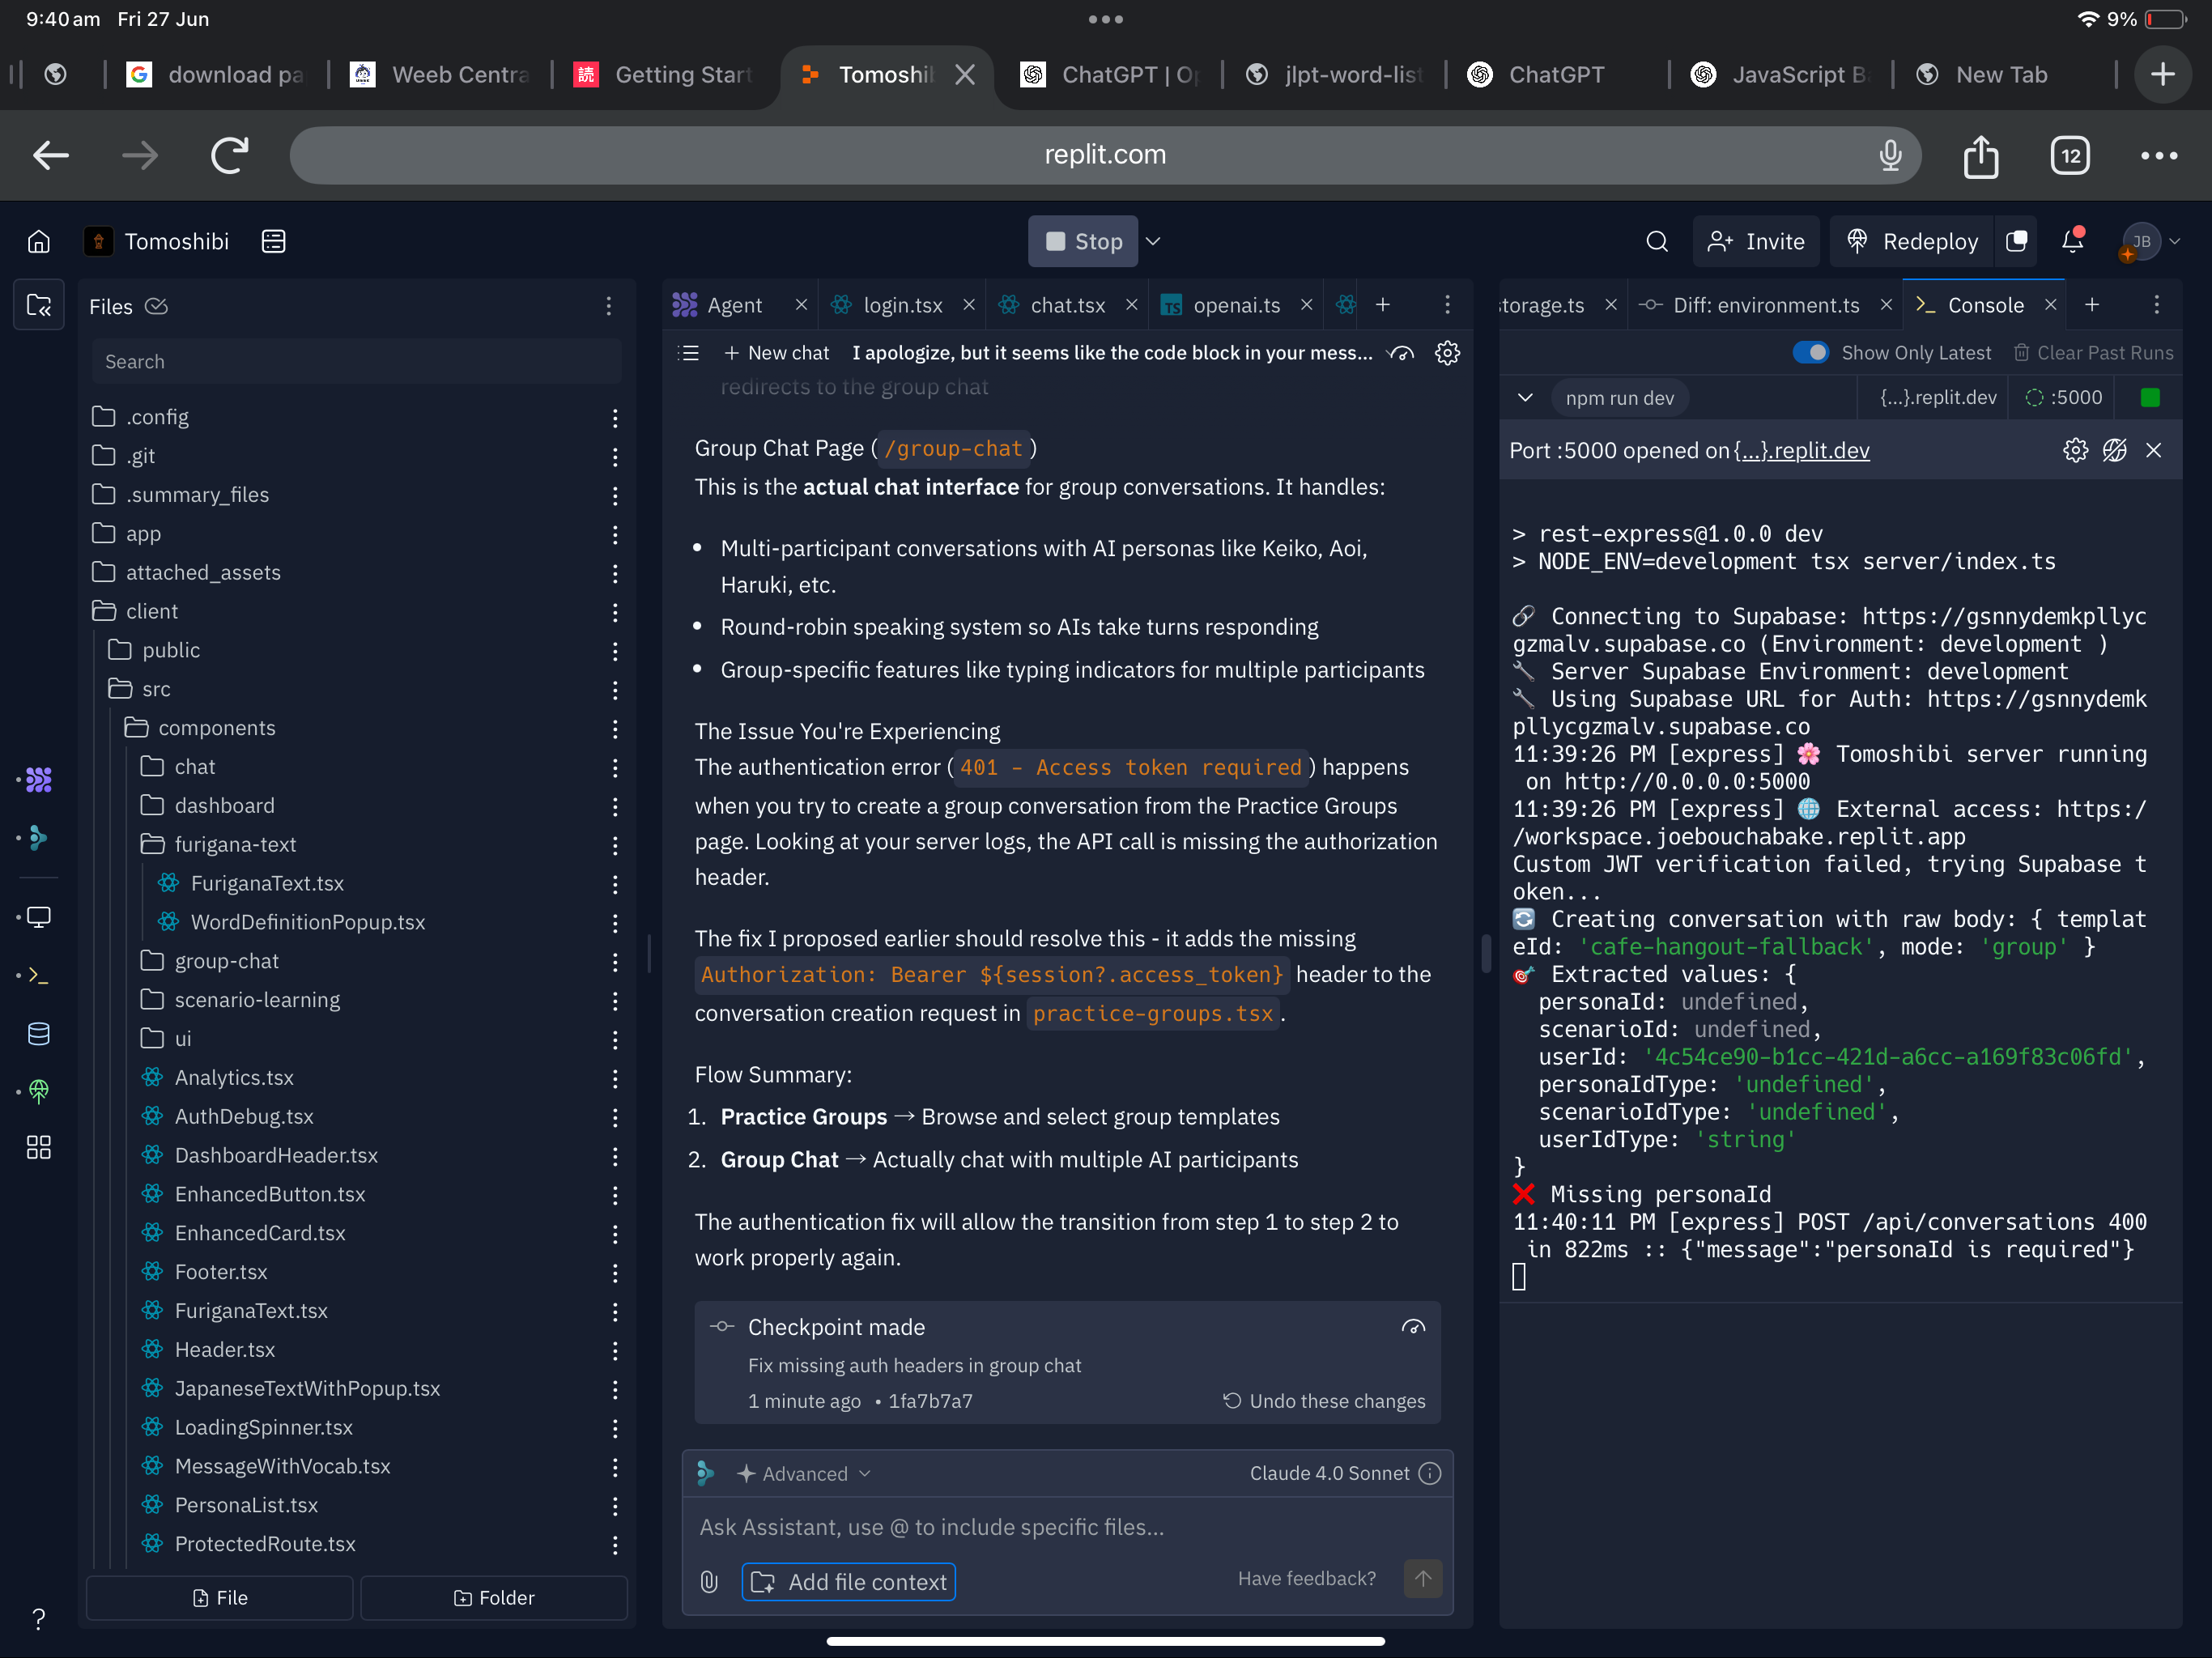 9:40 am Fri 27 Jun
9%
download pa
Weeb Centra
読 Getting Start
Tomoshib
ChatGPT | Op
jlpt-word-list
ChatGPT
JavaScript Ba
New Tab
replit.com
12
Tomoshibi
Stop
Invite
Redeploy
JB
Files
Search
.config
.git
.summary_files
app
attached_assets
client
public
src
components
chat
dashboard
furigana-text
FuriganaText.tsx
WordDefinitionPopup.tsx
group-chat
scenario-learning
ui
Analytics.tsx
AuthDebug.tsx
DashboardHeader.tsx
EnhancedButton.tsx
EnhancedCard.tsx
Footer.tsx
FuriganaText.tsx
Header.tsx
JapaneseTextWithPopup.tsx
LoadingSpinner.tsx
MessageWithVocab.tsx
PersonaList.tsx
ProtectedRoute.tsx
File
Folder
?
Agent
login.tsx
chat.tsx
TS openai.ts
+ New chat
I apologize, but it seems like the code block in your mess...
redirects to the group chat
Group Chat Page ( /group-chat )
This is the actual chat interface for group conversations. It handles:
• Multi-participant conversations with AI personas like Keiko, Aoi,
Haruki, etc.
• Round-robin speaking system so AIs take turns responding
• Group-specific features like typing indicators for multiple participants
The Issue You're Experiencing
The authentication error ( 401 - Access token required ) happens
when you try to create a group conversation from the Practice Groups
page. Looking at your server logs, the API call is missing the authorization
header.
The fix I proposed earlier should resolve this - it adds the missing
Authorization: Bearer ${session?.access_token} header to the
conversation creation request in practice-groups.tsx .
Flow Summary:
1. Practice Groups → Browse and select group templates
2. Group Chat → Actually chat with multiple AI participants
The authentication fix will allow the transition from step 1 to step 2 to
work properly again.
Checkpoint made
Fix missing auth headers in group chat
1 minute ago • 1fa7b7a7
Undo these changes
Advanced
Claude 4.0 Sonnet
Ask Assistant, use @ to include specific files...
Add file context
Have feedback?
storage.ts
Diff: environment.ts
Console
Show Only Latest
Clear Past Runs
npm run dev
{...}.replit.dev
:5000
Port :5000 opened on {...}.replit.dev
> rest-express@1.0.0 dev
> NODE_ENV=development tsx server/index.ts
🔗 Connecting to Supabase: https://gsnnydemkpllyc
gzmalv.supabase.co (Environment: development )
🔧 Server Supabase Environment: development
🔧 Using Supabase URL for Auth: https://gsnnydemk
pllycgzmalv.supabase.co
11:39:26 PM [express] 🌸 Tomoshibi server running
on http://0.0.0.0:5000
11:39:26 PM [express] 🌐 External access: https:/
/workspace.joebouchabake.replit.app
Custom JWT verification failed, trying Supabase t
oken...
🔄 Creating conversation with raw body: { templat
eId: 'cafe-hangout-fallback', mode: 'group' }
🎯 Extracted values: {
personaId: undefined,
scenarioId: undefined,
userId: '4c54ce90-b1cc-421d-a6cc-a169f83c06fd',
personaIdType: 'undefined',
scenarioIdType: 'undefined',
userIdType: 'string'
}
❌ Missing personaId
11:40:11 PM [express] POST /api/conversations 400
in 822ms :: {"message":"personaId is required"}